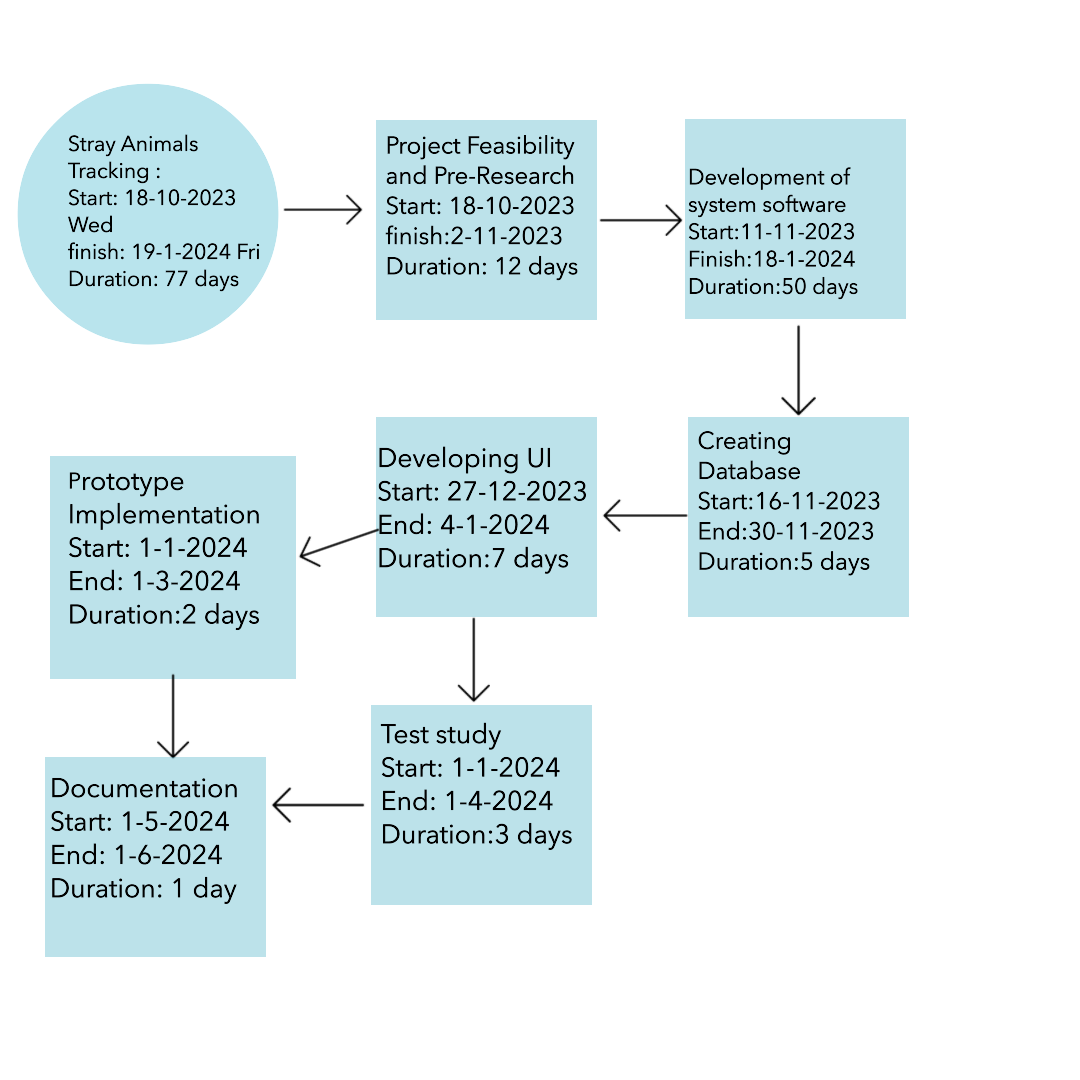 Stray Animals
Tracking :
Start: 18-10-2023
Wed
finish: 19-1-2024 Fri
Duration: 77 days
Project Feasibility
and Pre-Research
Start: 18-10-2023
finish:2-11-2023
Duration: 12 days
Development of
system software
Start:11-11-2023
Finish:18-1-2024
Duration:50 days
Creating
Database
Start:16-11-2023
End:30-11-2023
Duration:5 days
Developing UI
Start: 27-12-2023
End: 4-1-2024
Duration:7 days
Prototype
Implementation
Start: 1-1-2024
End: 1-3-2024
Duration:2 days
Test study
Start: 1-1-2024
End: 1-4-2024
Duration:3 days
Documentation
Start: 1-5-2024
End: 1-6-2024
Duration: 1 day